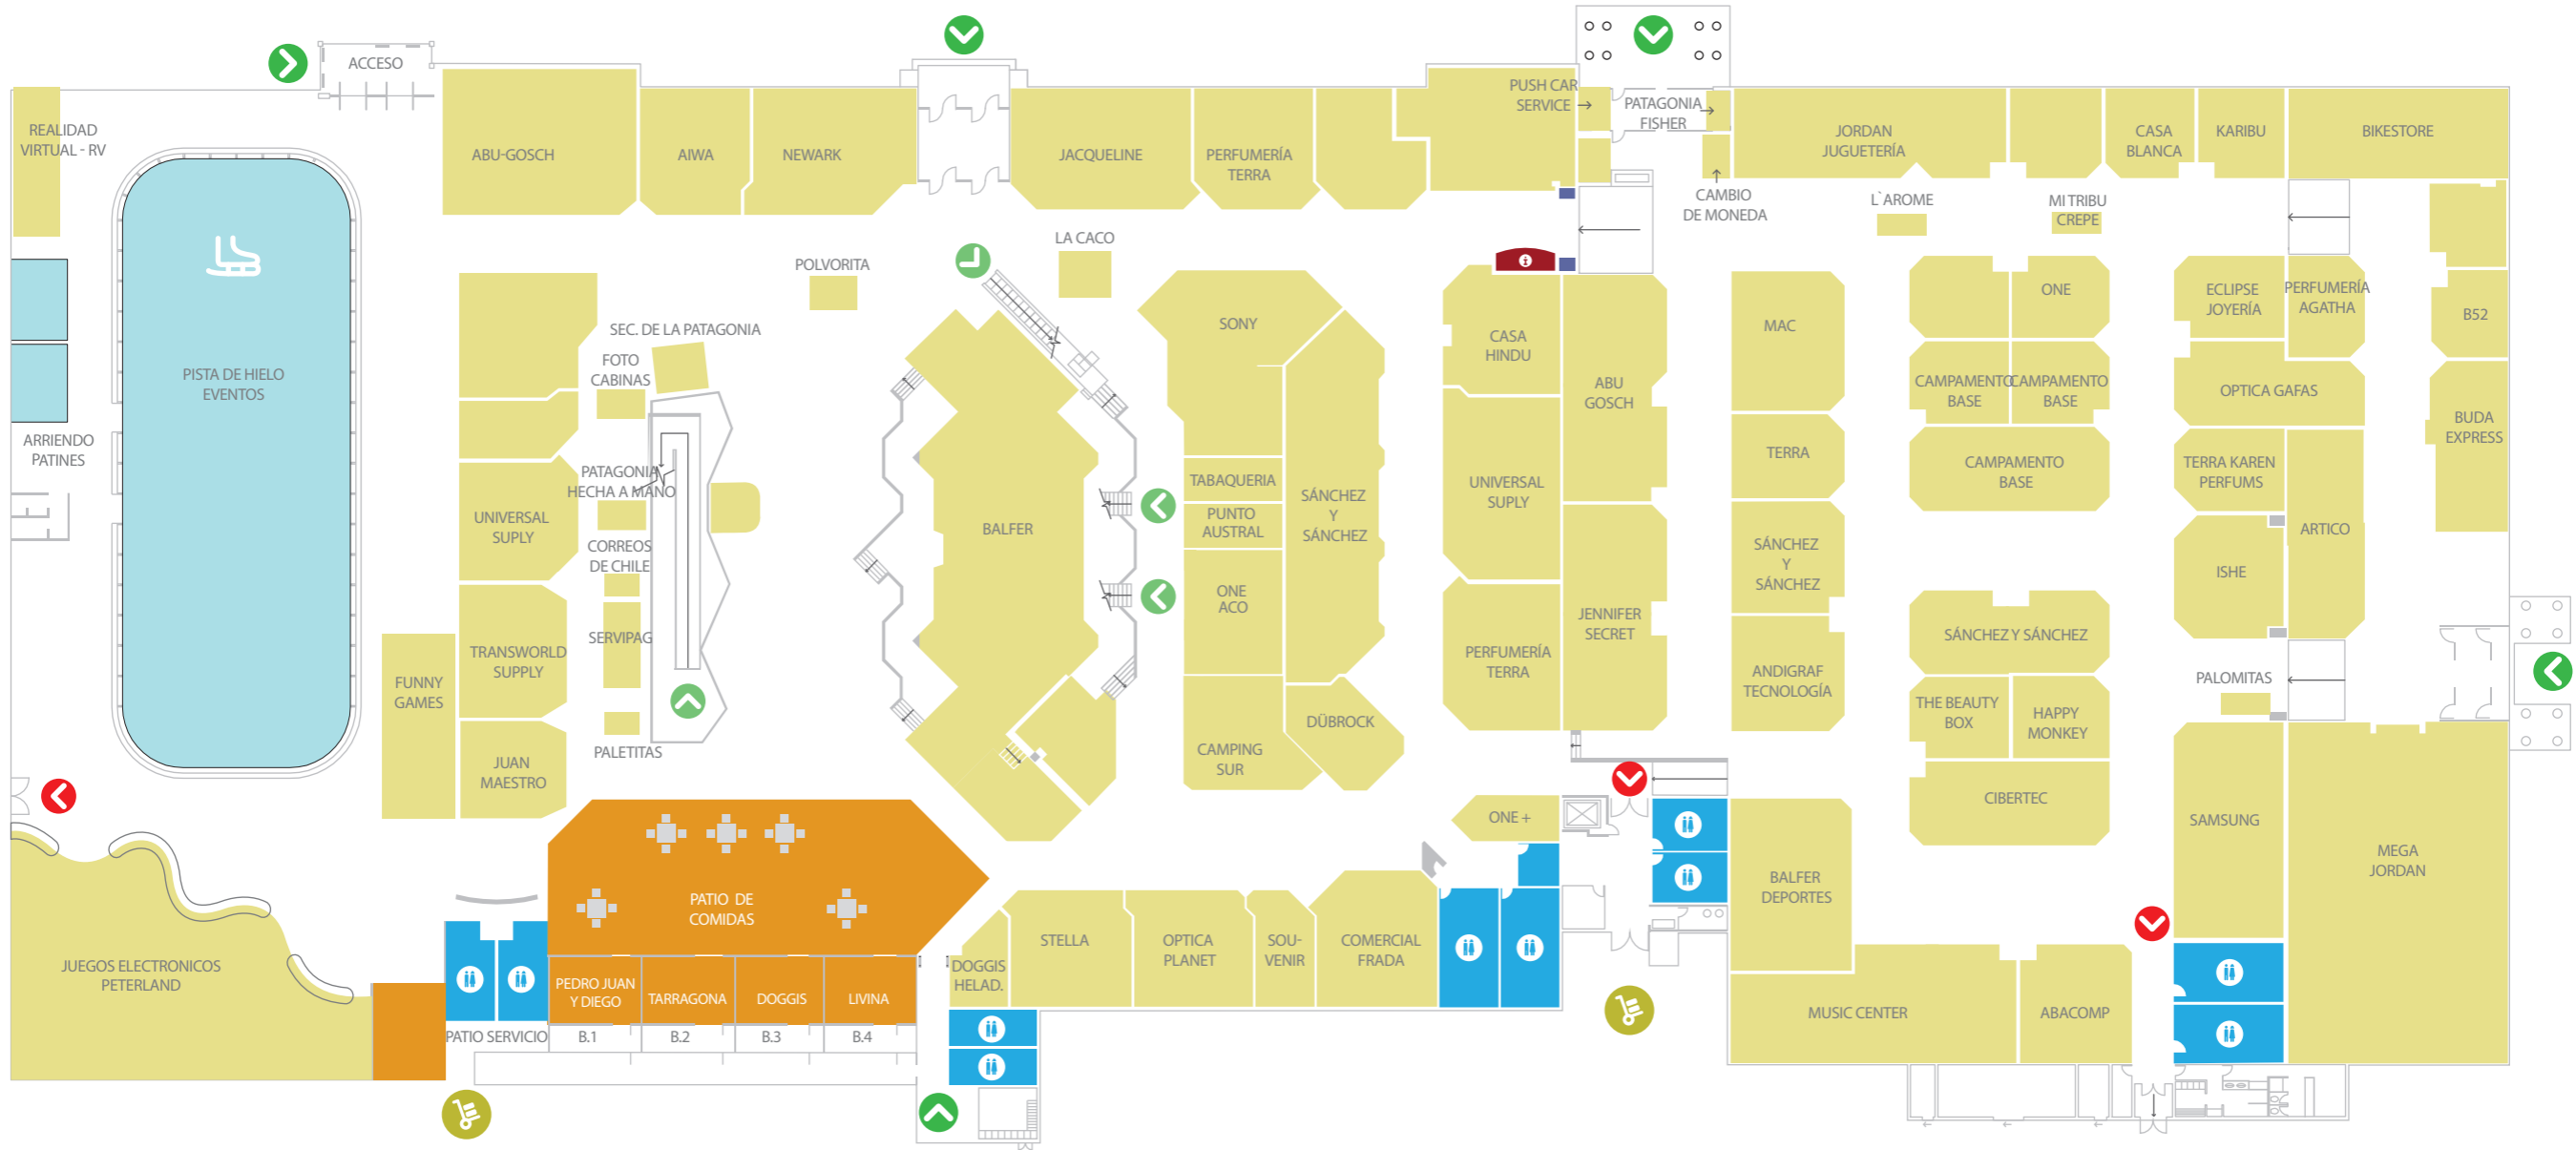 ACCESO
REALIDAD
VIRTUAL - RV
ABU-GOSCH
AIWA
NEWARK
JACQUELINE
PERFUMERÍA
TERRA
PUSH CAR
SERVICE
PATAGONIA
FISHER
CAMBIO
DE MONEDA
JORDAN
JUGUETERÍA
CASA
BLANCA
KARIBU
BIKESTORE
L`AROME
MI TRIBU
CREPE
PISTA DE HIELO
EVENTOS
ARRIENDO
PATINES
POLVORITA
LA CACO
SEC. DE LA PATAGONIA
FOTO
CABINAS
PATAGONIA
HECHA A MANO
CORREOS
DE CHILE
SERVIPAG
PALETITAS
UNIVERSAL
SUPLY
TRANSWORLD
SUPPLY
JUAN
MAESTRO
FUNNY
GAMES
BALFER
SONY
TABAQUERIA
PUNTO
AUSTRAL
ONE
ACO
CAMPING
SUR
SÁNCHEZ
Y
SÁNCHEZ
DÜBROCK
CASA
HINDU
UNIVERSAL
SUPLY
PERFUMERÍA
TERRA
ABU
GOSCH
JENNIFER
SECRET
MAC
TERRA
SÁNCHEZ
Y
SÁNCHEZ
ANDIGRAF
TECNOLOGÍA
ONE
CAMPAMENTO
BASE
CAMPAMENTO
BASE
CAMPAMENTO
BASE
SÁNCHEZ Y SÁNCHEZ
THE BEAUTY
BOX
HAPPY
MONKEY
CIBERTEC
ECLIPSE
JOYERÍA
PERFUMERÍA
AGATHA
OPTICA GAFAS
TERRA KAREN
PERFUMS
ARTICO
ISHE
B52
BUDA
EXPRESS
PALOMITAS
SAMSUNG
MEGA
JORDAN
JUEGOS ELECTRONICOS
PETERLAND
PATIO DE
COMIDAS
PEDRO JUAN
Y DIEGO
TARRAGONA
DOGGIS
LIVINA
PATIO SERVICIO
B.1
B.2
B.3
B.4
DOGGIS
HELAD.
STELLA
OPTICA
PLANET
SOU-
VENIR
COMERCIAL
FRADA
ONE +
BALFER
DEPORTES
MUSIC CENTER
ABACOMP